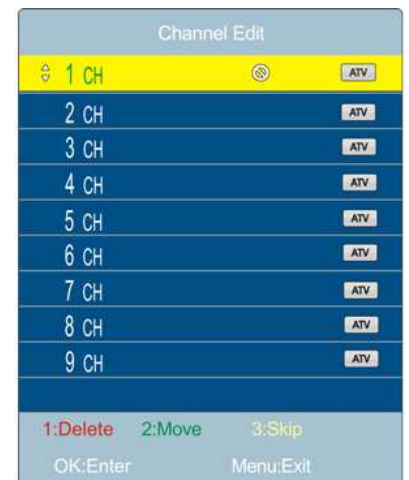 Channel Edit
1 CH ATV
2 CH ATV
3 CH ATV
4 CH ATV
5 CH ATV
6 CH ATV
7 CH ATV
8 CH ATV
9 CH ATV
1:Delete 2:Move 3:Skip
OK:Enter Menu:Exit